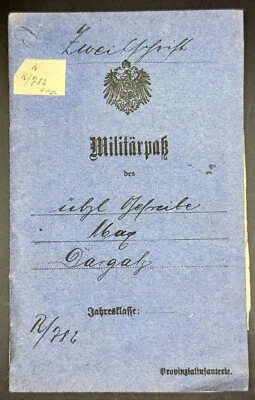 Zweitschrift
R/782
Militärpaß
des
Max
Dargatz
Jahresklasse:
R/782
Provinzialinfanterie.